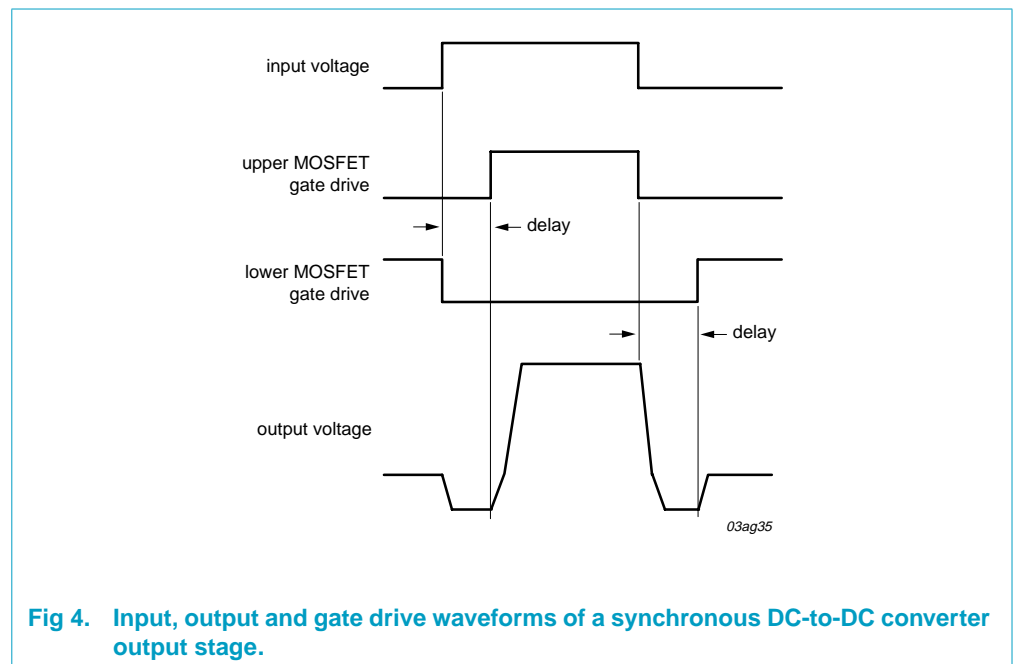 input voltage
upper MOSFET
gate drive
delay
lower MOSFET
gate drive
delay
output voltage
03ag35
Fig 4. Input, output and gate drive waveforms of a synchronous DC-to-DC converter
output stage.